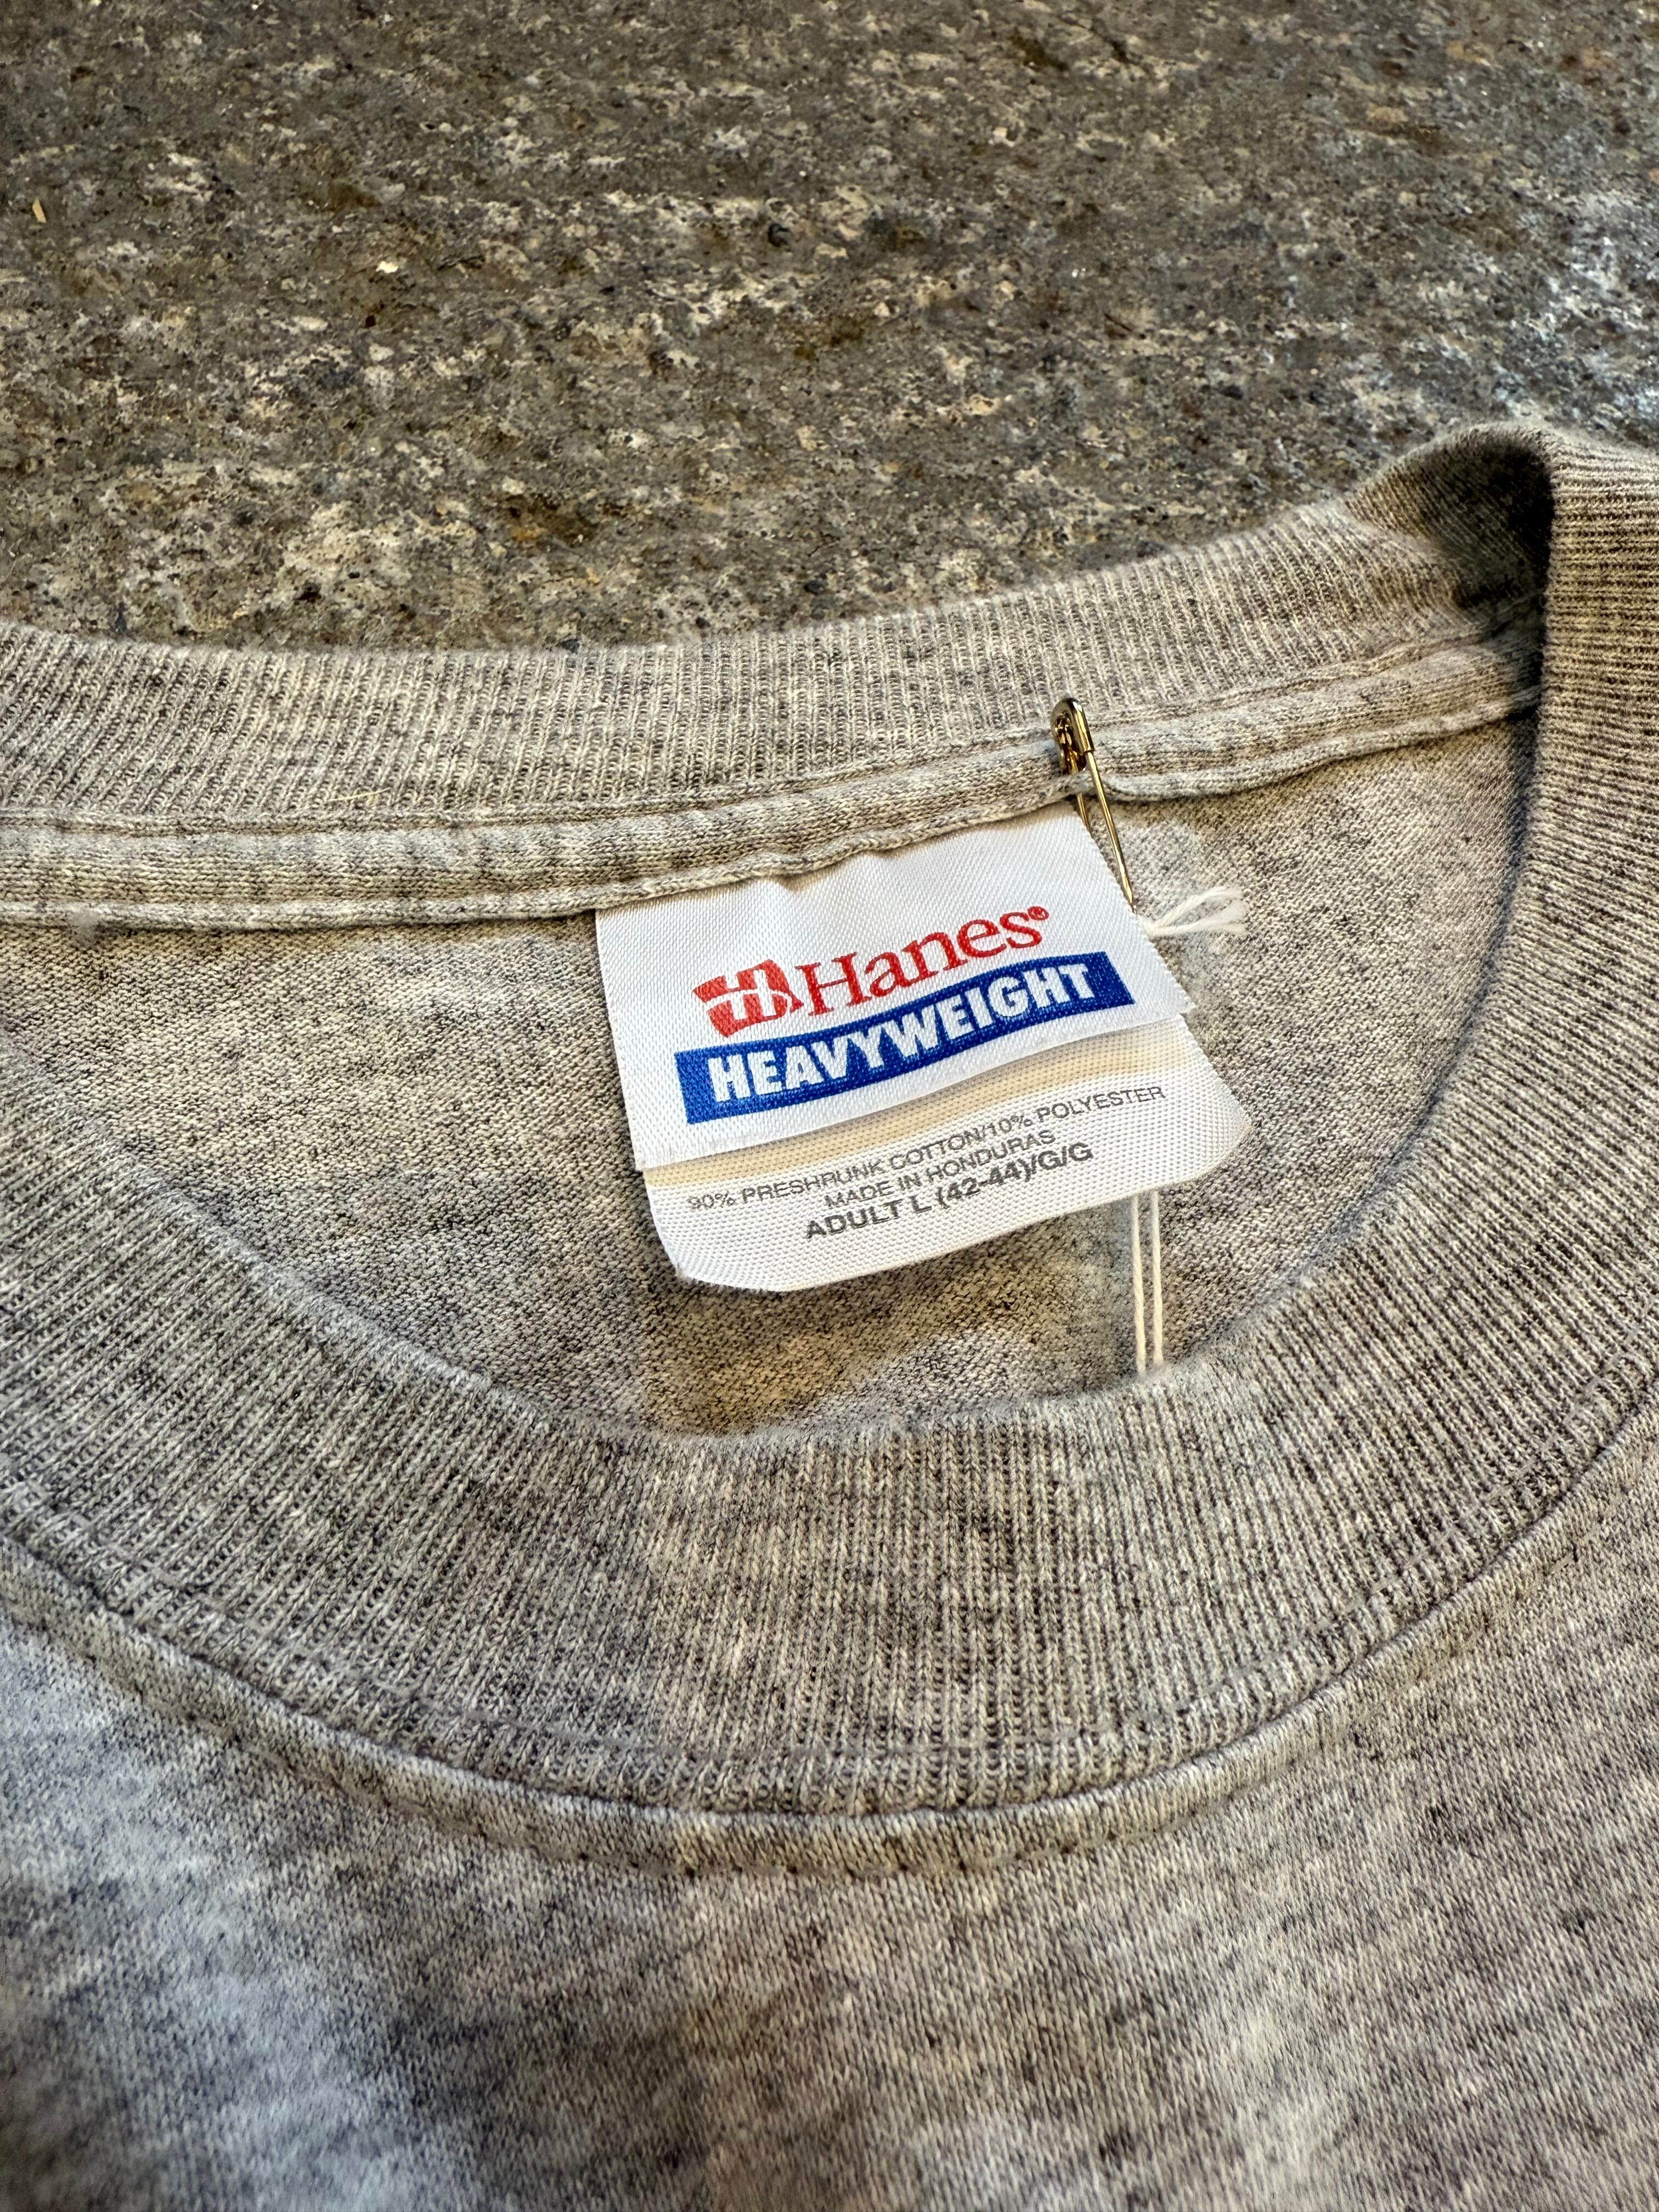 Hanes®
HEAVYWEIGHT
90% PRESHRUNK COTTON/10% POLYESTER
MADE IN HONDURAS
ADULT L (42-44)/G/G